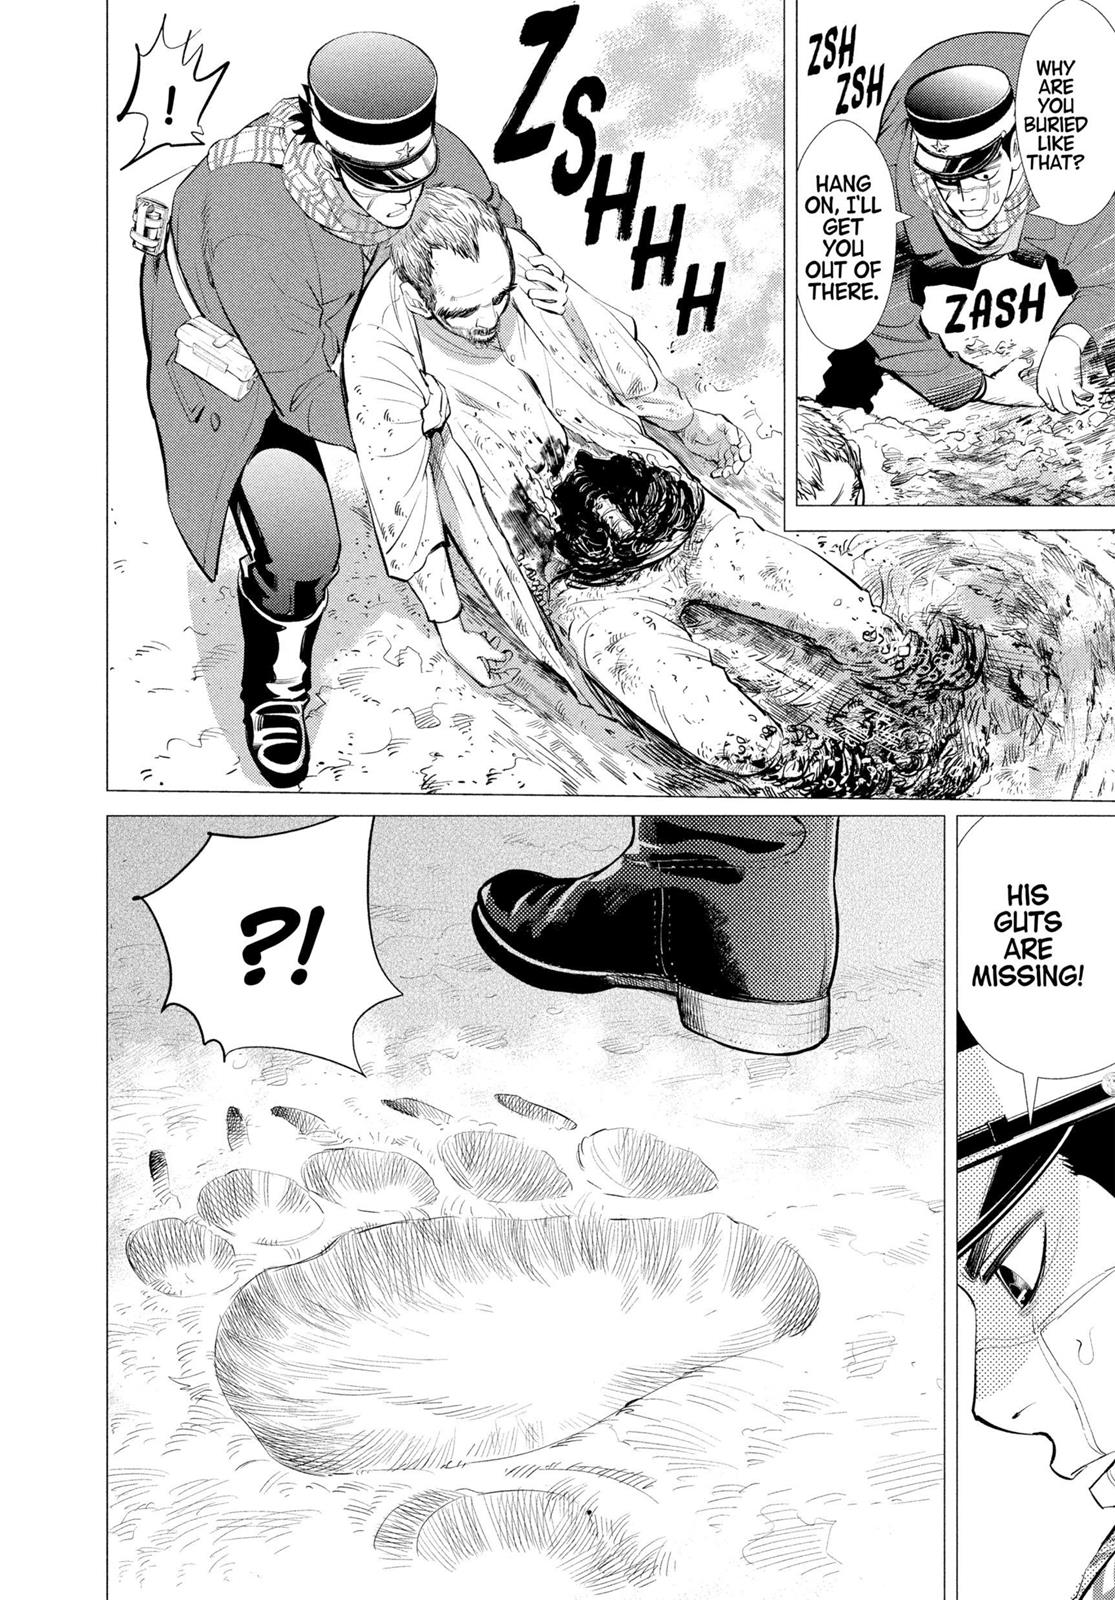 WHY
ARE
YOU
BURIED
LIKE
THAT?
ZSH
ZSH
HANG
ON, I'LL
GET
YOU
OUT OF
THERE.
ZASH
ZSHHH
!
HIS
GUTS
ARE
MISSING!
?!